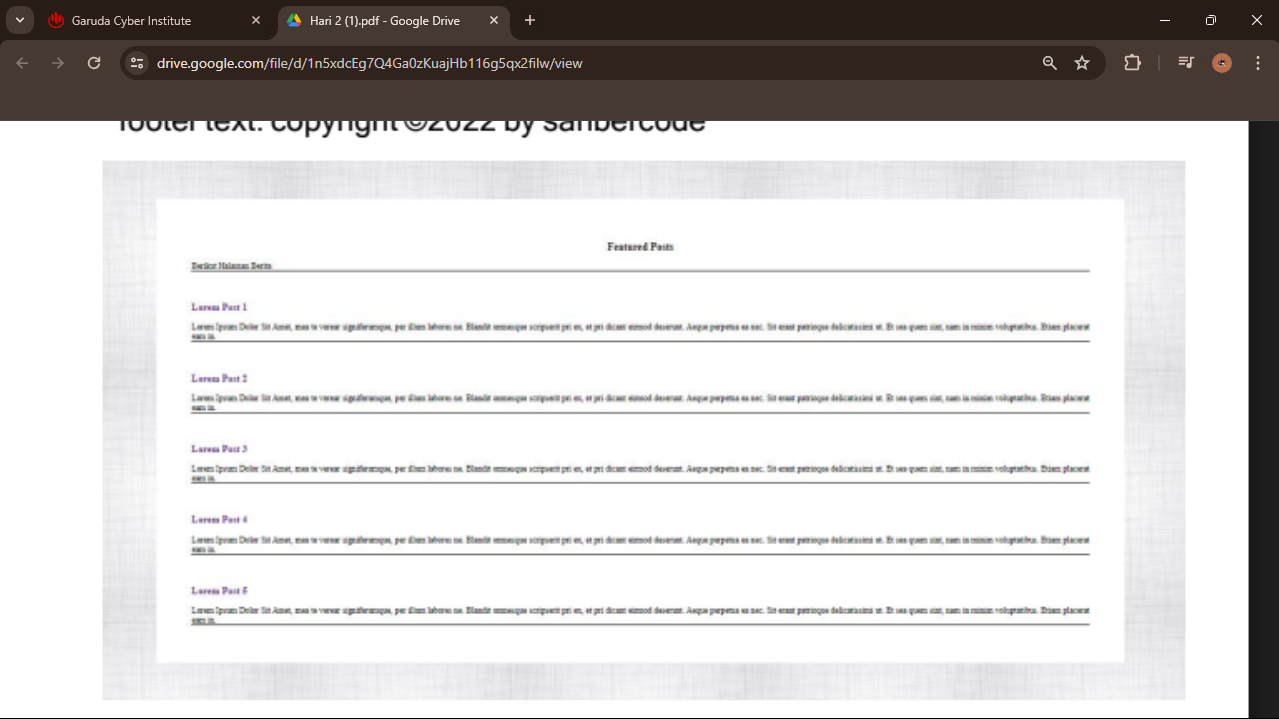 Garuda Cyber Institute
Hari 2 (1).pdf - Google Drive
drive.google.com/file/d/1n5xdcEg7Q4Ga0zKuajHb116g5qx2filw/view
footer text: copyright ©2022 by sanbercode
Featured Posts
Berikut Halaman Berita
Lorem Post 1
Lorem Ipsum Dolor Sit Amet, mea te verear signiferumque, per illum labores ne. Blandit omnesque scripserit pri ex, et pri dicant eirmod deserunt. Aeque perpetua ea nec. Sit erant patrioque delicatissimi ut. Et sea quem sint, nam in minim voluptatibus. Etiam placerat
eam in.
Lorem Post 2
Lorem Ipsum Dolor Sit Amet, mea te verear signiferumque, per illum labores ne. Blandit omnesque scripserit pri ex, et pri dicant eirmod deserunt. Aeque perpetua ea nec. Sit erant patrioque delicatissimi ut. Et sea quem sint, nam in minim voluptatibus. Etiam placerat
eam in.
Lorem Post 3
Lorem Ipsum Dolor Sit Amet, mea te verear signiferumque, per illum labores ne. Blandit omnesque scripserit pri ex, et pri dicant eirmod deserunt. Aeque perpetua ea nec. Sit erant patrioque delicatissimi ut. Et sea quem sint, nam in minim voluptatibus. Etiam placerat
eam in.
Lorem Post 4
Lorem Ipsum Dolor Sit Amet, mea te verear signiferumque, per illum labores ne. Blandit omnesque scripserit pri ex, et pri dicant eirmod deserunt. Aeque perpetua ea nec. Sit erant patrioque delicatissimi ut. Et sea quem sint, nam in minim voluptatibus. Etiam placerat
eam in.
Lorem Post 5
Lorem Ipsum Dolor Sit Amet, mea te verear signiferumque, per illum labores ne. Blandit omnesque scripserit pri ex, et pri dicant eirmod deserunt. Aeque perpetua ea nec. Sit erant patrioque delicatissimi ut. Et sea quem sint, nam in minim voluptatibus. Etiam placerat
eam in.